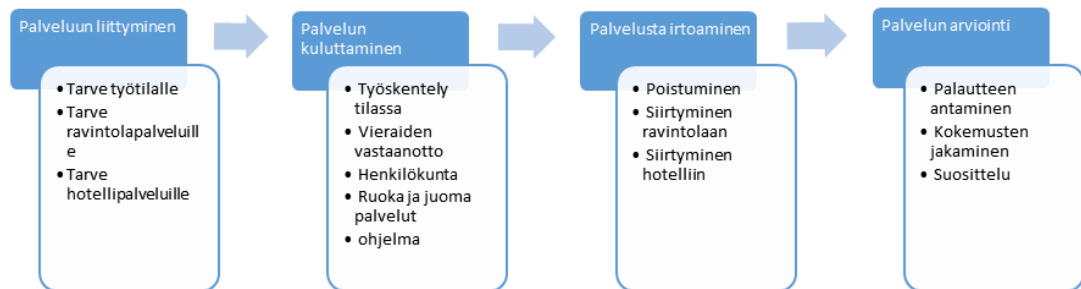 Palveluun liittyminen
• Tarve työtilalle
• Tarve
ravintolapalveluill
e
• Tarve
hotellipalveluille
Palvelun
kuluttaminen
• Työskentely
tilassa
• Vieraiden
vastaanotto
• Henkilökunta
• Ruoka ja juoma
palvelut
• ohjelma
Palvelusta irtoaminen
• Poistuminen
• Siirtyminen
ravintolaan
• Siirtyminen
hotelliin
Palvelun arviointi
• Palautteen
antaminen
• Kokemusten
jakaminen
• Suosittelu